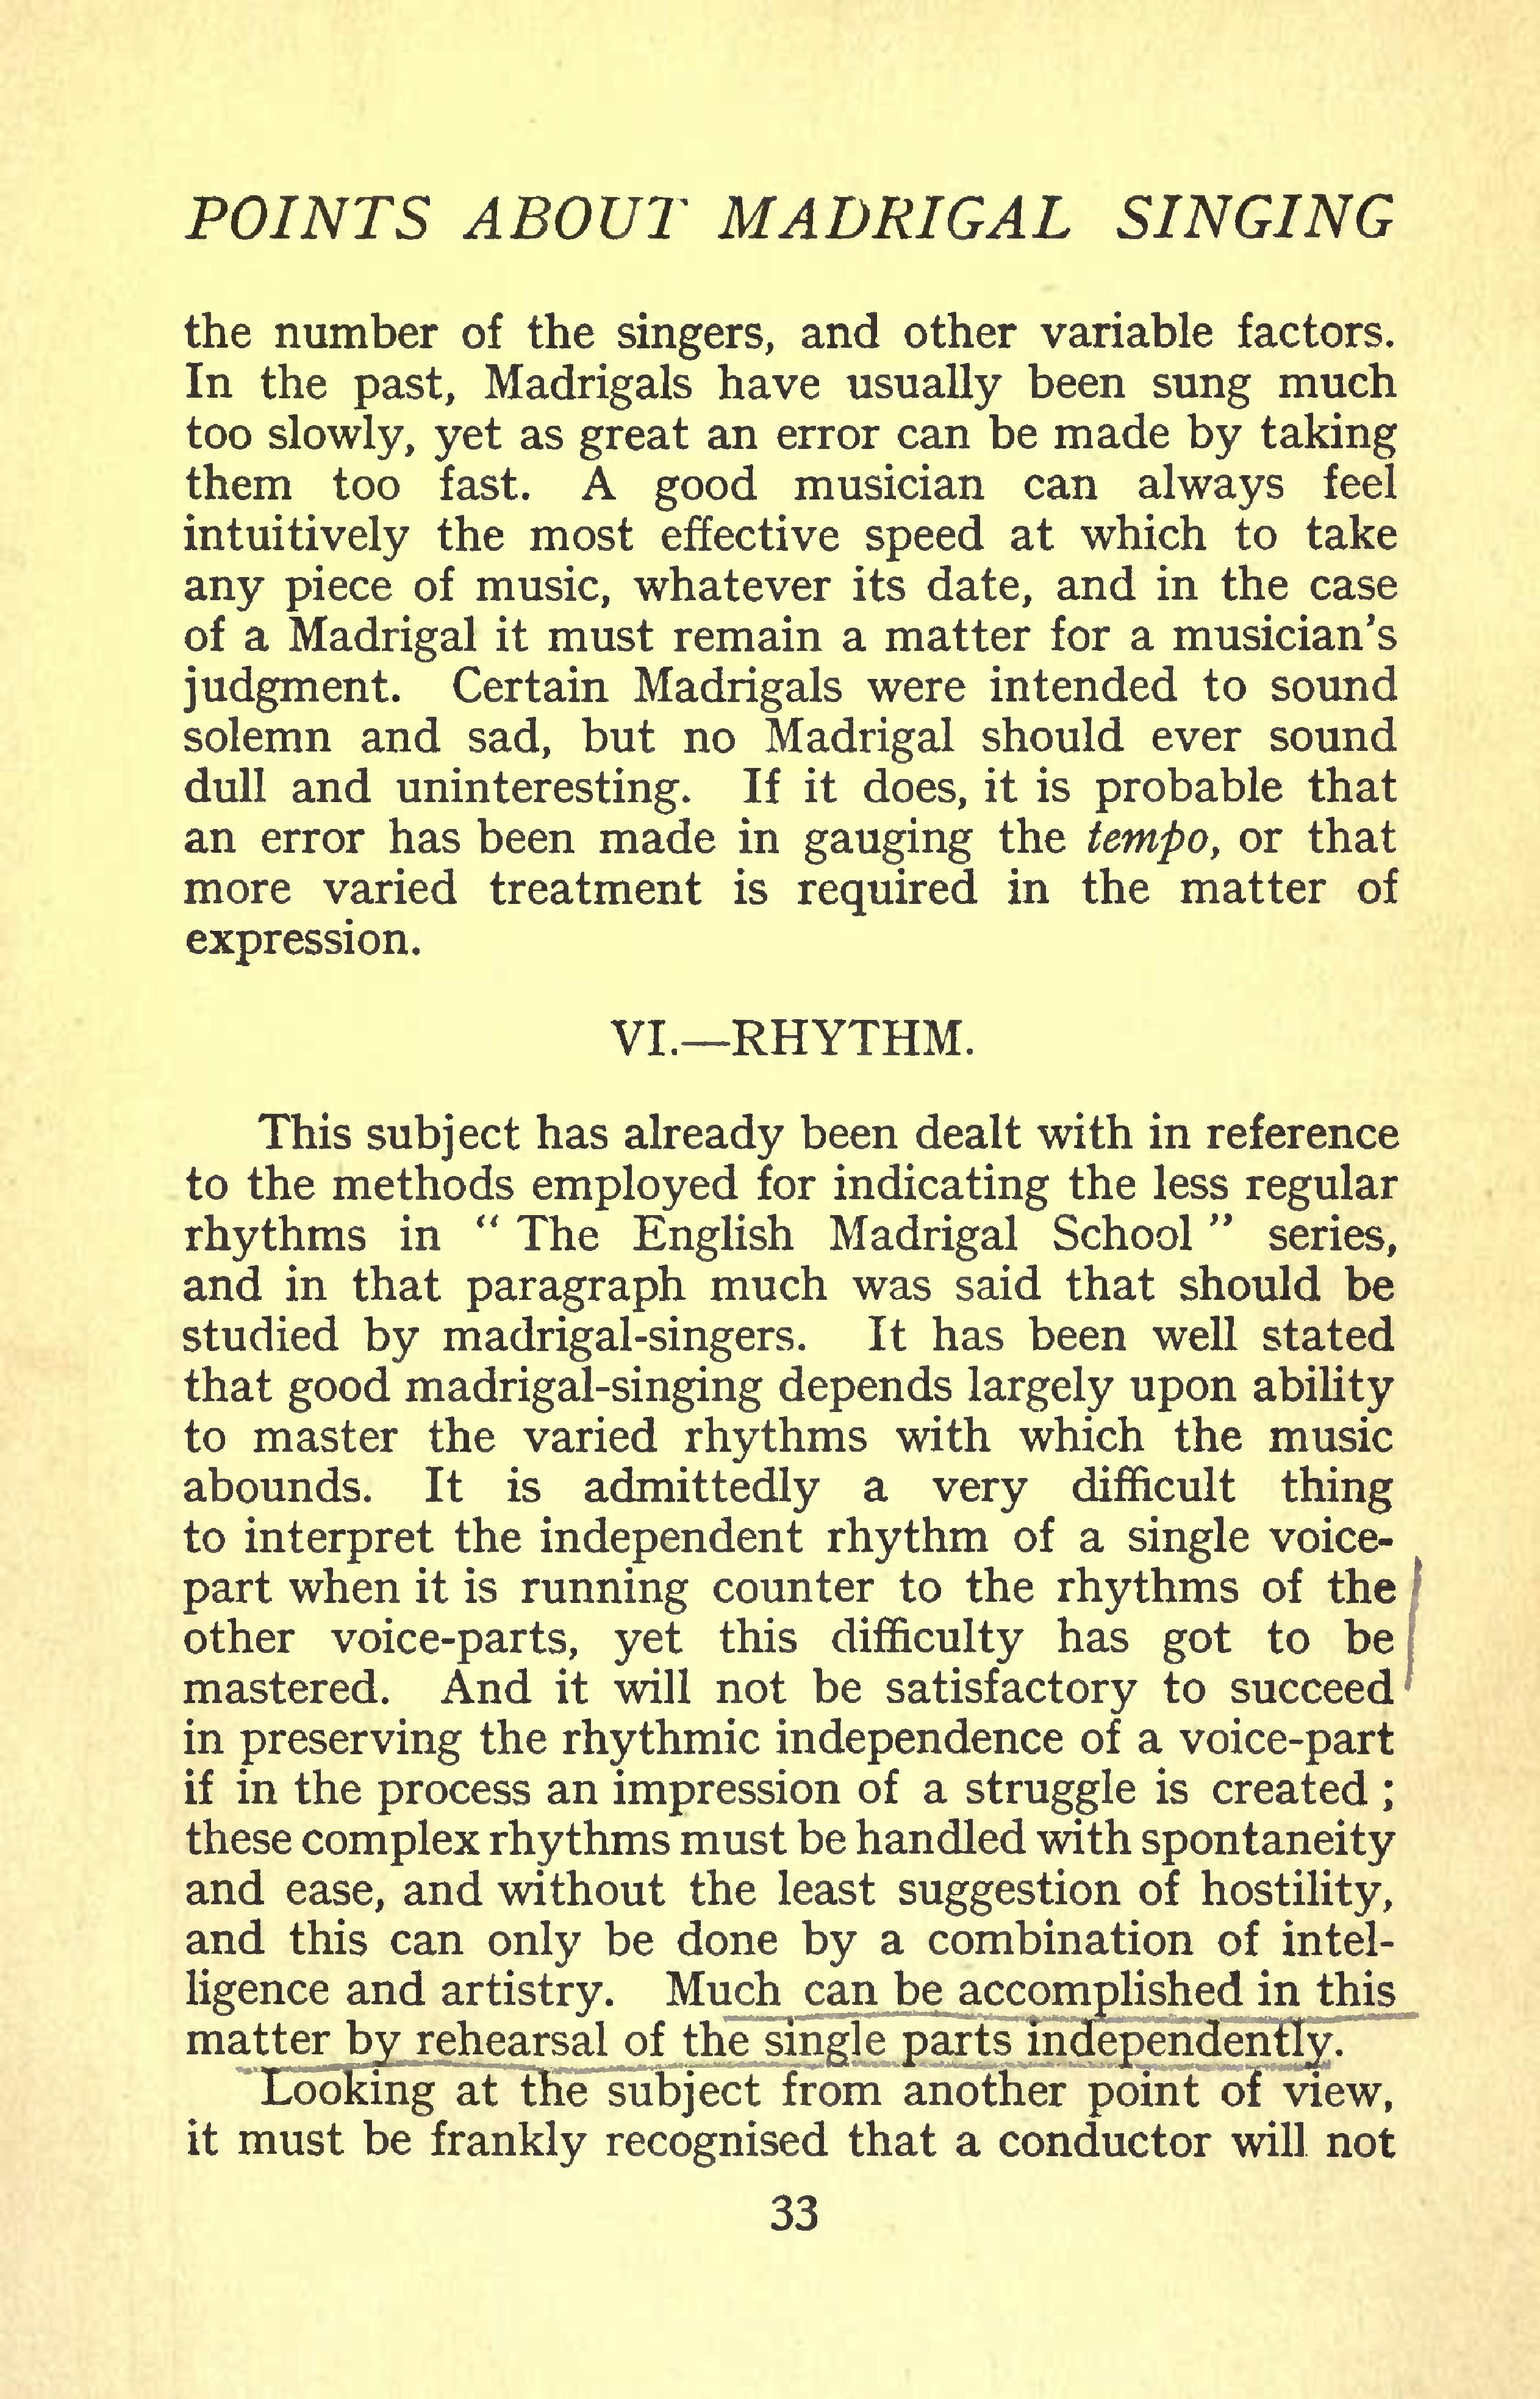 POINTS ABOUT MADRIGAL SINGING
the number of the singers, and other variable factors.
In the past, Madrigals have usually been sung much
too slowly, yet as great an error can be made by taking
them too fast. A good musician can always feel
intuitively the most effective speed at which to take
any piece of music, whatever its date, and in the case
of a Madrigal it must remain a matter for a musician's
judgment. Certain Madrigals were intended to sound
solemn and sad, but no Madrigal should ever sound
dull and uninteresting. If it does, it is probable that
an error has been made in gauging the tempo, or that
more varied treatment is required in the matter of
expression.
VI.—RHYTHM.
This subject has already been dealt with in reference
to the methods employed for indicating the less regular
rhythms in " The English Madrigal School " series,
and in that paragraph much was said that should be
studied by madrigal-singers. It has been well stated
that good madrigal-singing depends largely upon ability
to master the varied rhythms with which the music
abounds. It is admittedly a very difficult thing
to interpret the independent rhythm of a single voice-
part when it is running counter to the rhythms of the
other voice-parts, yet this difficulty has got to be
mastered. And it will not be satisfactory to succeed
in preserving the rhythmic independence of a voice-part
if in the process an impression of a struggle is created ;
these complex rhythms must be handled with spontaneity
and ease, and without the least suggestion of hostility,
and this can only be done by a combination of intel-
ligence and artistry. Much can be accomplished in this
matter by rehearsal of the single parts independently.
Looking at the subject from another point of view,
it must be frankly recognised that a conductor will not
33